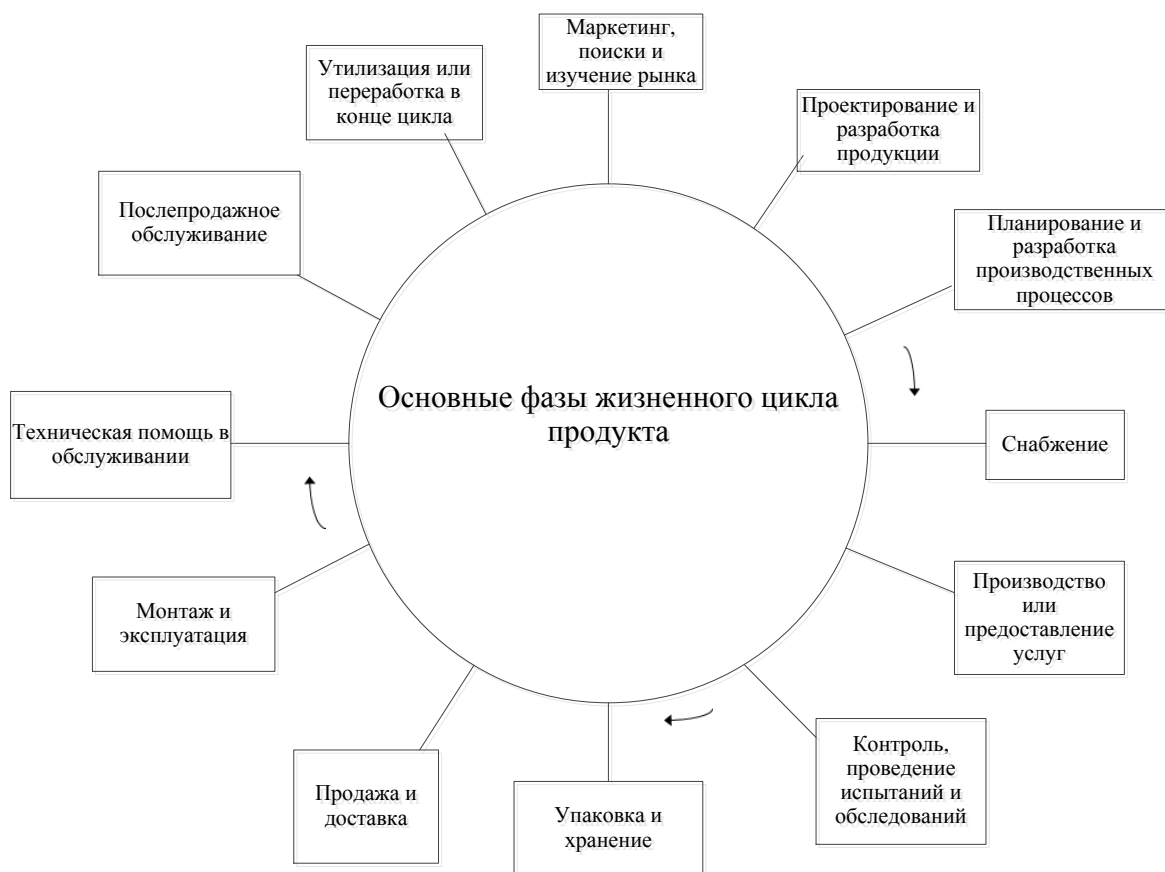 Маркетинг,
поиски и
изучение рынка
Проектирование и
разработка
продукции
Планирование и
разработка
производственных
процессов
Снабжение
Производство
или
предоставление
услуг
Контроль,
проведение
испытаний и
обследований
Упаковка и
хранение
Продажа и
доставка
Монтаж и
эксплуатация
Техническая помощь в
обслуживании
Послепродажное
обслуживание
Утилизация или
переработка в
конце цикла
Основные фазы жизненного цикла
продукта